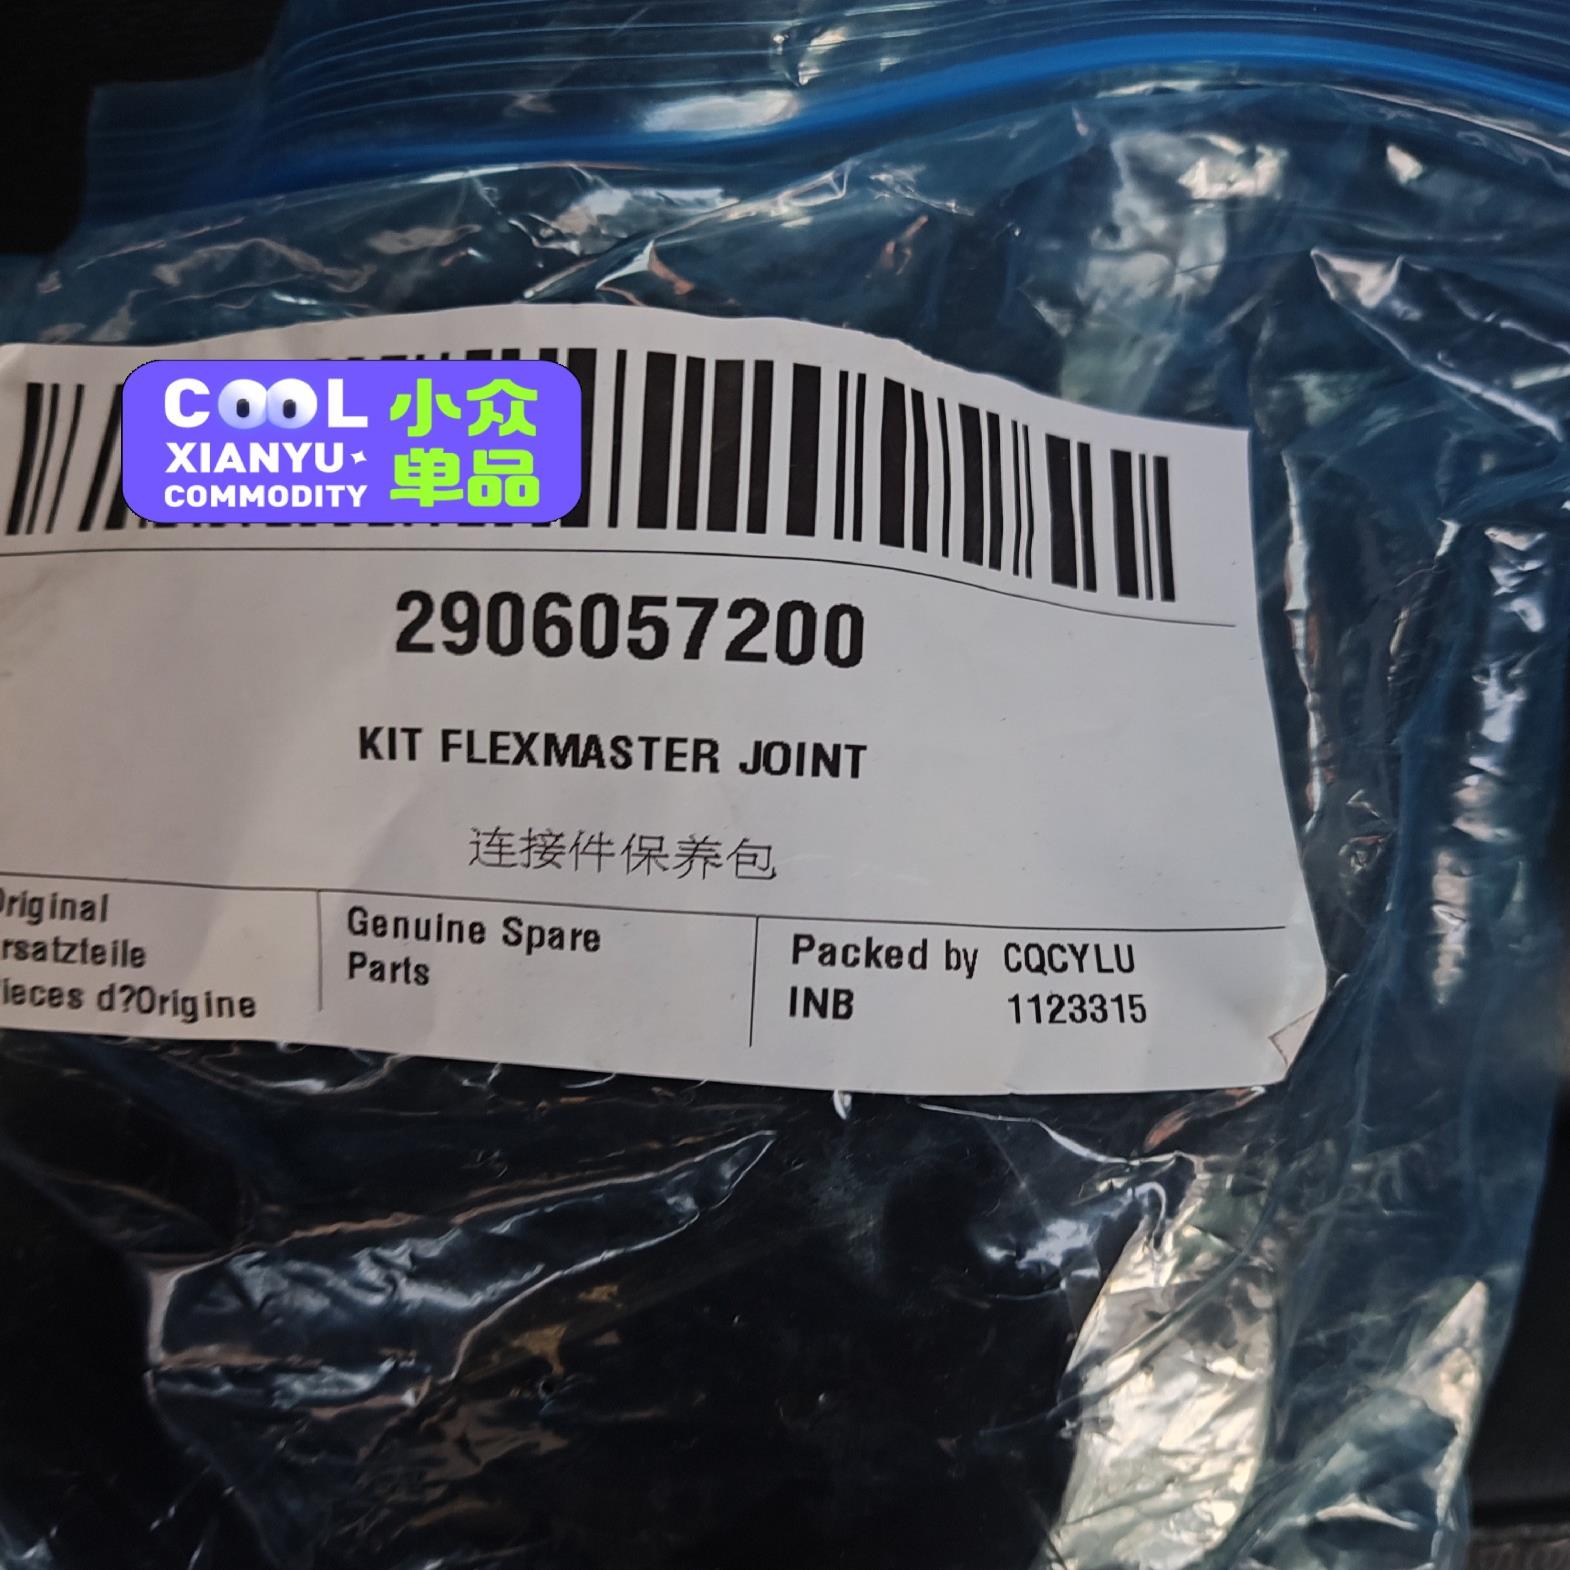 COOL 小众
XIANYU 单品
COMMODITY
2906057200
KIT FLEXMASTER JOINT
连接件保养包
Original
rsatzteile
ieces d?Origine
Genuine Spare
Parts
Packed by CQCYLU
INB 1123315